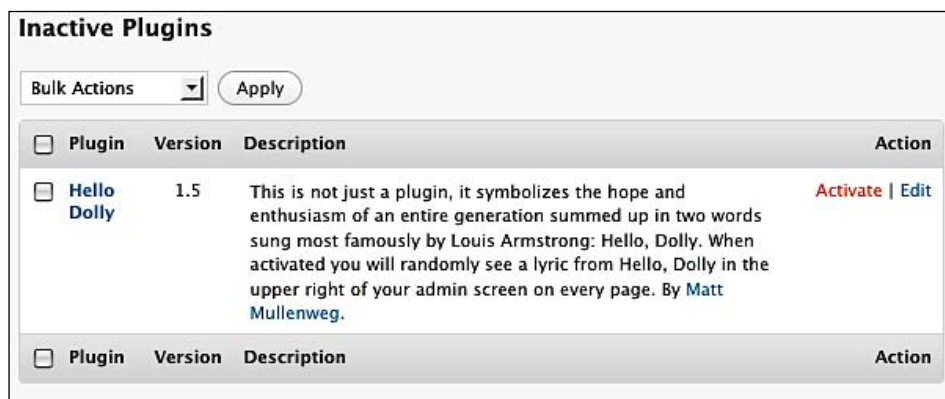 Inactive Plugins
Bulk Actions Apply
Plugin Version Description Action
Hello 1.5 This is not just a plugin, it symbolizes the hope and Activate | Edit
Dolly enthusiasm of an entire generation summed up in two words
sung most famously by Louis Armstrong: Hello, Dolly. When
activated you will randomly see a lyric from Hello, Dolly in the
upper right of your admin screen on every page. By Matt
Mullenweg.
Plugin Version Description Action